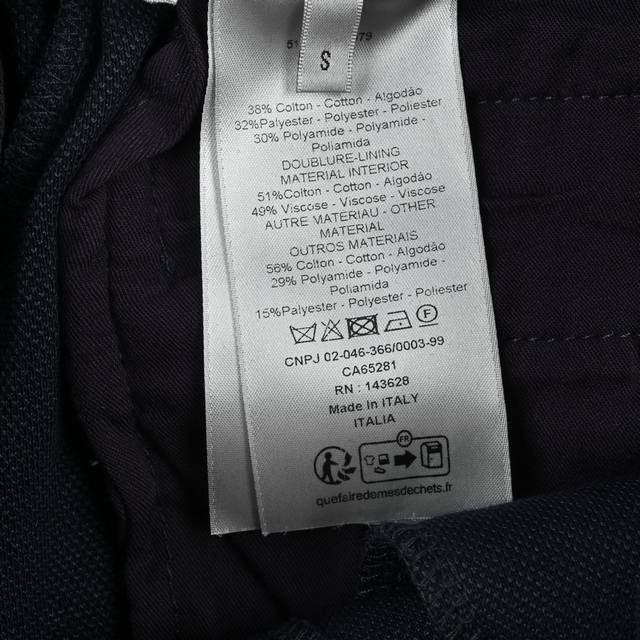 51
79
S
38% Colton - Cotton - Algodão
32%Palyester - Polyester - Poliester
30% Polyamide - Polyamide -
Poliamida
DOUBLURE-LINING
MATERIAL INTERIOR
51%Colton - Cotton - Algodão
49% Viscose - Viscose - Viscose
AUTRE MATERIAU - OTHER
MATERIAL
OUTROS MATERIAIS
56% Colton - Cotton - Algodão
29% Polyamide - Polyamide -
Poliamida
15%Palyester - Polyester - Poliester
CNPJ 02-046-366/0003-99
CA65281
RN : 143628
Made In ITALY
ITALIA
FR
quefairedemesdechets.fr